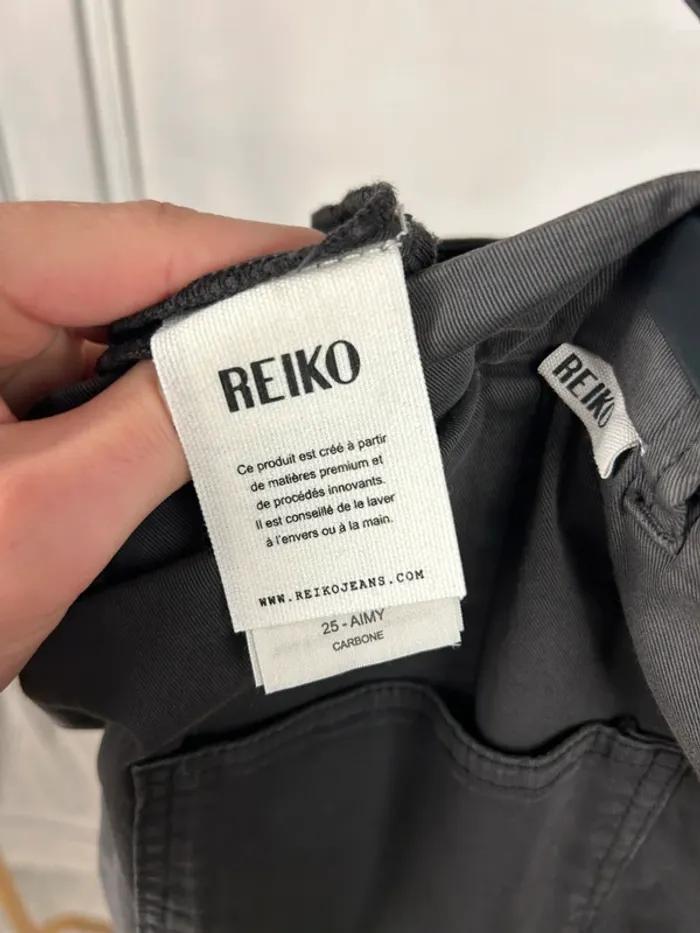 REIKO
Ce produit est créé à partir
de matières premium et
de procédés innovants.
Il est conseillé de le laver
à l'envers ou à la main.
WWW.REIKOJEANS.COM
25 - AIMY
CARBONE
REIKO